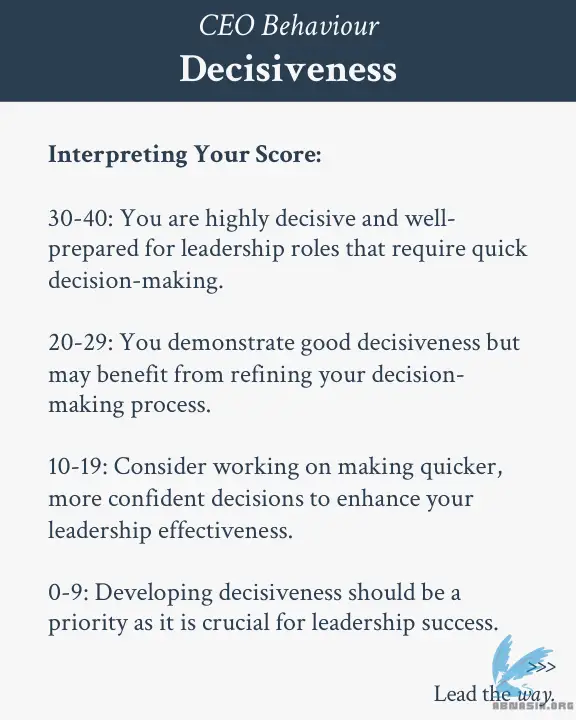 CEO Behaviour
Decisiveness
Interpreting Your Score:
30-40: You are highly decisive and well-
prepared for leadership roles that require quick
decision-making.
20-29: You demonstrate good decisiveness but
may benefit from refining your decision-
making process.
10-19: Consider working on making quicker,
more confident decisions to enhance your
leadership effectiveness.
0-9: Developing decisiveness should be a
priority as it is crucial for leadership success.
>>>
Lead the way.
ABMASIH.ORG